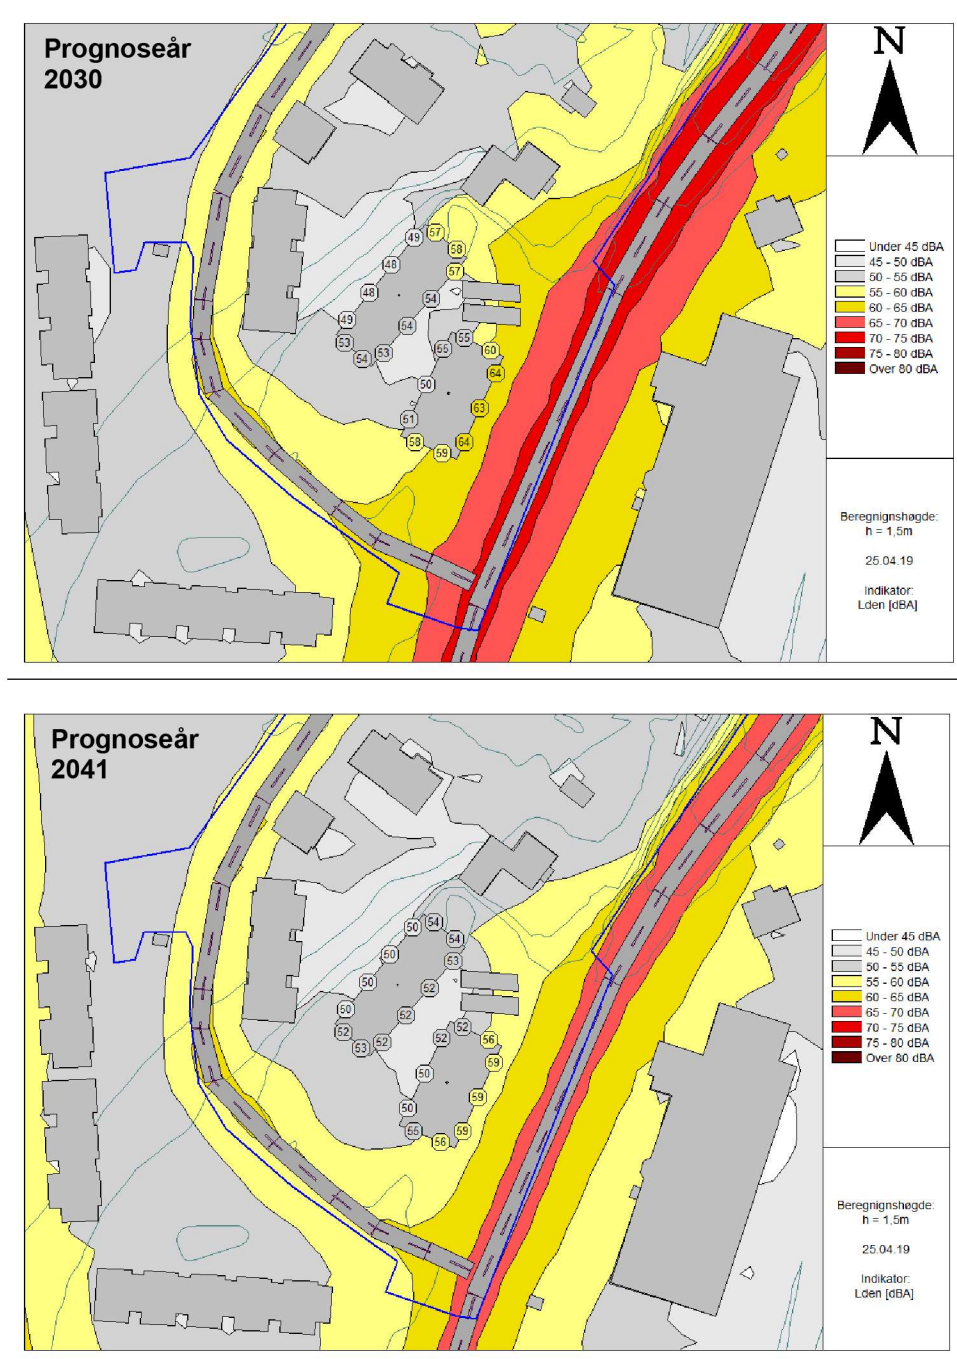 Prognoseår
2030
N
Under 45 dBA
45 - 50 dBA
50 - 55 dBA
55 - 60 dBA
60 - 65 dBA
65 - 70 dBA
70 - 75 dBA
75 - 80 dBA
Over 80 dBA
49
57
58
48
57
48
54
49
54
53
55
55
60
54
53
64
50
51
63
58
64
59
Beregnignshøgde:
h = 1,5m
25.04.19
Indikator:
Lden [dBA]
Prognoseår
2041
N
Under 45 dBA
45 - 50 dBA
50 - 55 dBA
55 - 60 dBA
60 - 65 dBA
65 - 70 dBA
70 - 75 dBA
75 - 80 dBA
Over 80 dBA
50
54
54
50
53
50
52
50
52
52
52
52
56
53
52
59
50
50
59
55
59
56
Beregnignshøgde:
h = 1,5m
25.04.19
Indikator:
Lden [dBA]